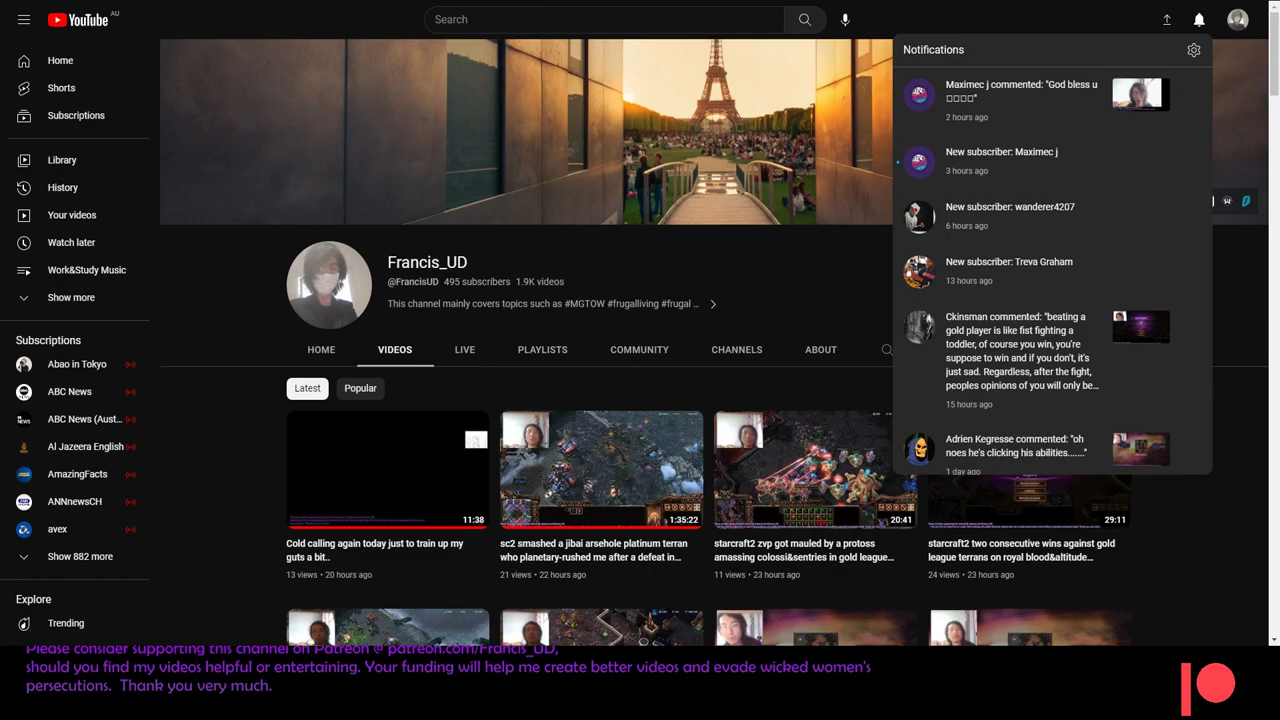 YouTube AU
Search
Home
Shorts
Subscriptions
Library
History
Your videos
Watch later
Work&Study Music
Show more
Subscriptions
Abao in Tokyo
ABC News
ABC News (Aust...
Al Jazeera English
AmazingFacts
ANNnewsCH
avex
Show 882 more
Explore
Trending
Francis_UD
@FrancisUD 495 subscribers 1.9K videos
This channel mainly covers topics such as #MGTOW #frugalliving #frugal ...
HOME VIDEOS LIVE PLAYLISTS COMMUNITY CHANNELS ABOUT
Latest Popular
11:38
Cold calling again today just to train up my
guts a bit..
13 views • 20 hours ago
1:35:22
sc2 smashed a jibai arsehole platinum terran
who planetary-rushed me after a defeat in...
21 views • 22 hours ago
20:41
starcraft2 zvp got mauled by a protoss
amassing colossi&sentries in gold league...
11 views • 23 hours ago
29:11
starcraft2 two consecutive wins against gold
league terrans on royal blood&altitude...
24 views • 23 hours ago
Notifications
Maximec j commented: "God bless u
□□□□"
2 hours ago
New subscriber: Maximec j
3 hours ago
New subscriber: wanderer4207
6 hours ago
New subscriber: Treva Graham
13 hours ago
Ckinsman commented: "beating a
gold player is like fist fighting a
toddler, of course you win, you're
suppose to win and if you don't, it's
just sad. Regardless, after the fight,
peoples opinions of you will only be...
15 hours ago
Adrien Kegresse commented: "oh
noes he's clicking his abilities......."
1 day ago
Please consider supporting this channel on Patreon @ patreon.com/Francis_UD,
should you find my videos helpful or entertaining. Your funding will help me create better videos and evade wicked women's
persecutions. Thank you very much.